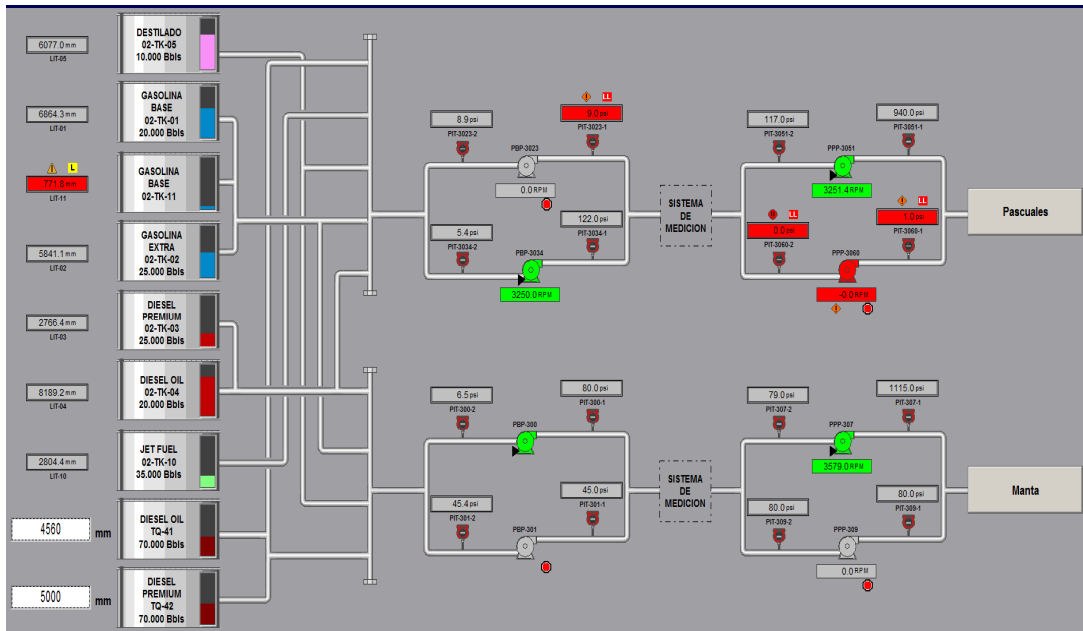 DESTILADO
02-TK-05
10.000 Bbls
6077.0 mm
LIT-05
GASOLINA
BASE
02-TK-01
20.000 Bbls
6864.3 mm
LIT-01
L
771.6 mm
LIT-11
GASOLINA
BASE
02-TK-11
5841.1 mm
LIT-02
GASOLINA
EXTRA
02-TK-02
25.000 Bbls
2766.4 mm
LIT-03
DIESEL
PREMIUM
02-TK-03
25.000 Bbls
8189.2 mm
LIT-04
DIESEL OIL
02-TK-04
20.000 Bbls
2804.4 mm
LIT-10
JET FUEL
02-TK-10
35.000 Bbls
4560 mm
DIESEL OIL
TQ-41
70.000 Bbls
5000 mm
DIESEL
PREMIUM
TQ-42
70.000 Bbls
8.9 psi
PIT-3023-2
LL
9.0 psi
PIT-3023-1
PBP-3023
0.0 RPM
5.4 psi
PIT-3034-2
122.0 psi
PIT-3034-1
PBP-3034
3250.0 RPM
SISTEMA
DE
MEDICION
117.0 psi
PIT-3051-2
940.0 psi
PIT-3051-1
PPP-3051
3251.4 RPM
LL
0.0 psi
PIT-3060-2
LL
1.0 psi
PIT-3060-1
PPP-3060
-0.0 RPM
Pascuales
6.5 psi
PIT-300-2
80.0 psi
PIT-300-1
PBP-300
45.4 psi
PIT-301-2
45.0 psi
PIT-301-1
PBP-301
SISTEMA
DE
MEDICION
79.0 psi
PIT-307-2
1115.0 psi
PIT-307-1
PPP-307
3579.0 RPM
80.0 psi
PIT-309-2
80.0 psi
PIT-309-1
PPP-309
0.0 RPM
Manta